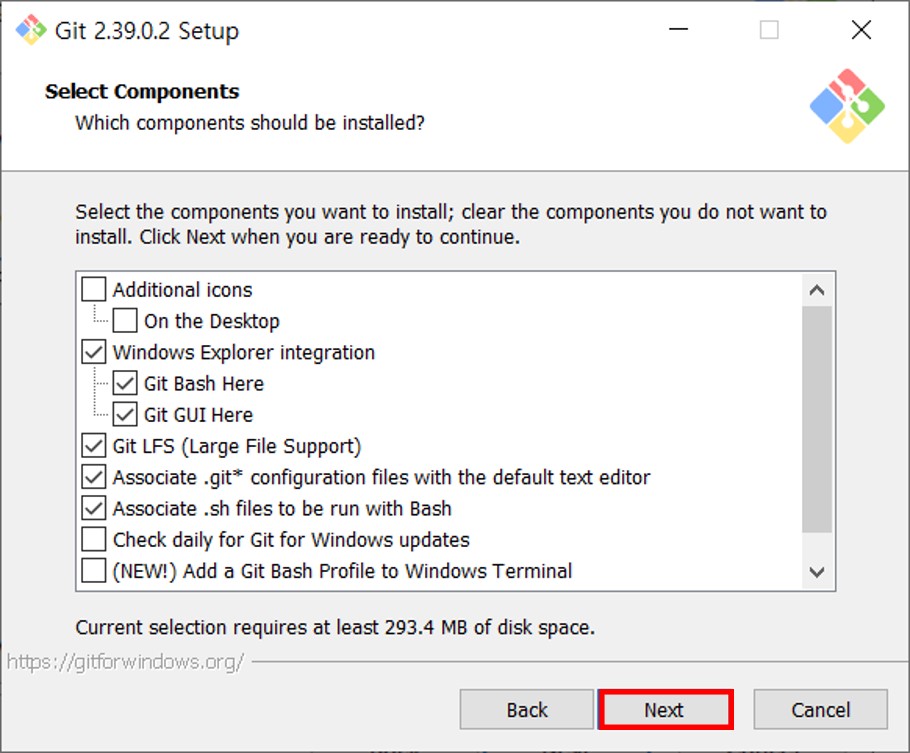 Git 2.39.0.2 Setup
Select Components
Which components should be installed?
Select the components you want to install; clear the components you do not want to
install. Click Next when you are ready to continue.
Additional icons
On the Desktop
Windows Explorer integration
Git Bash Here
Git GUI Here
Git LFS (Large File Support)
Associate .git* configuration files with the default text editor
Associate .sh files to be run with Bash
Check daily for Git for Windows updates
(NEW!) Add a Git Bash Profile to Windows Terminal
Current selection requires at least 293.4 MB of disk space.
https://gitforwindows.org/
Back Next Cancel